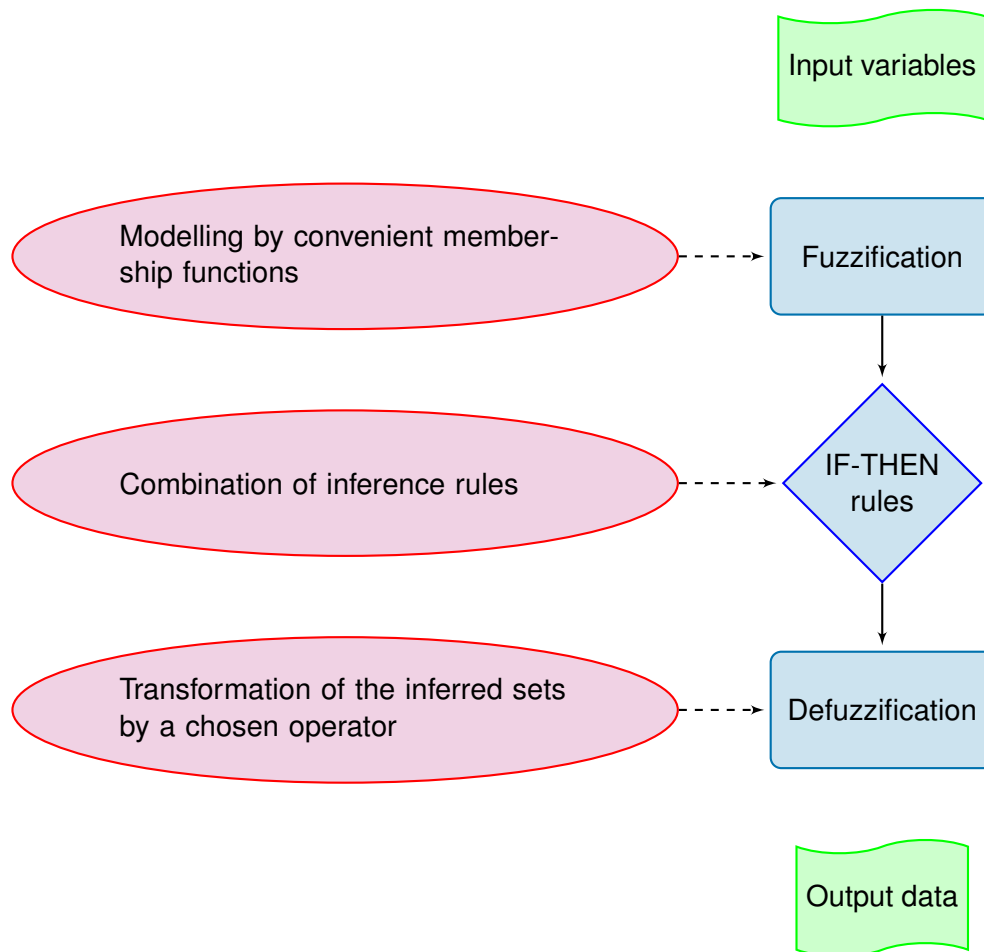 Input variables
Modelling by convenient member-
ship functions
Fuzzification
Combination of inference rules
IF-THEN
rules
Transformation of the inferred sets
by a chosen operator
Defuzzification
Output data